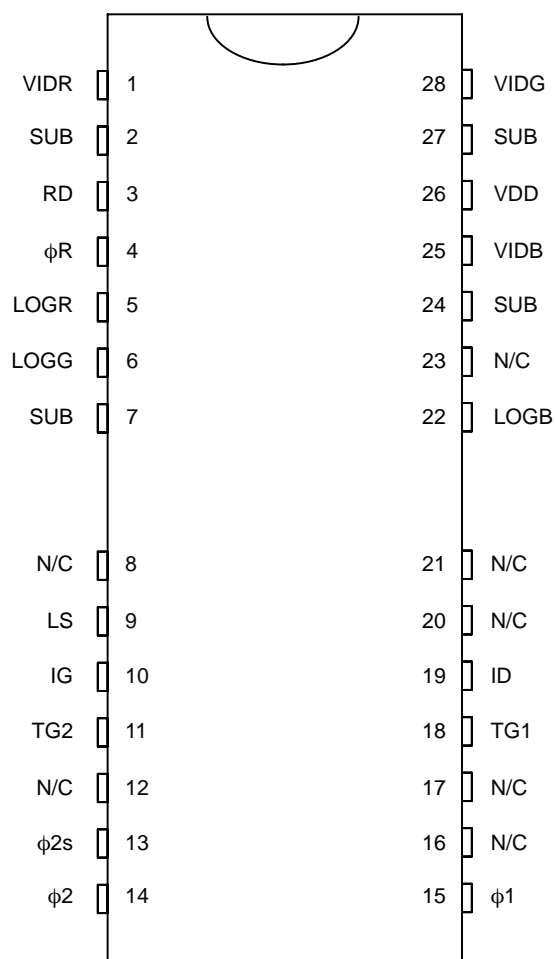 VIDR 1 28 VIDG
SUB 2 27 SUB
RD 3 26 VDD
ϕR 4 25 VIDB
LOGR 5 24 SUB
LOGG 6 23 N/C
SUB 7 22 LOGB
N/C 8 21 N/C
LS 9 20 N/C
IG 10 19 ID
TG2 11 18 TG1
N/C 12 17 N/C
ϕ2s 13 16 N/C
ϕ2 14 15 ϕ1